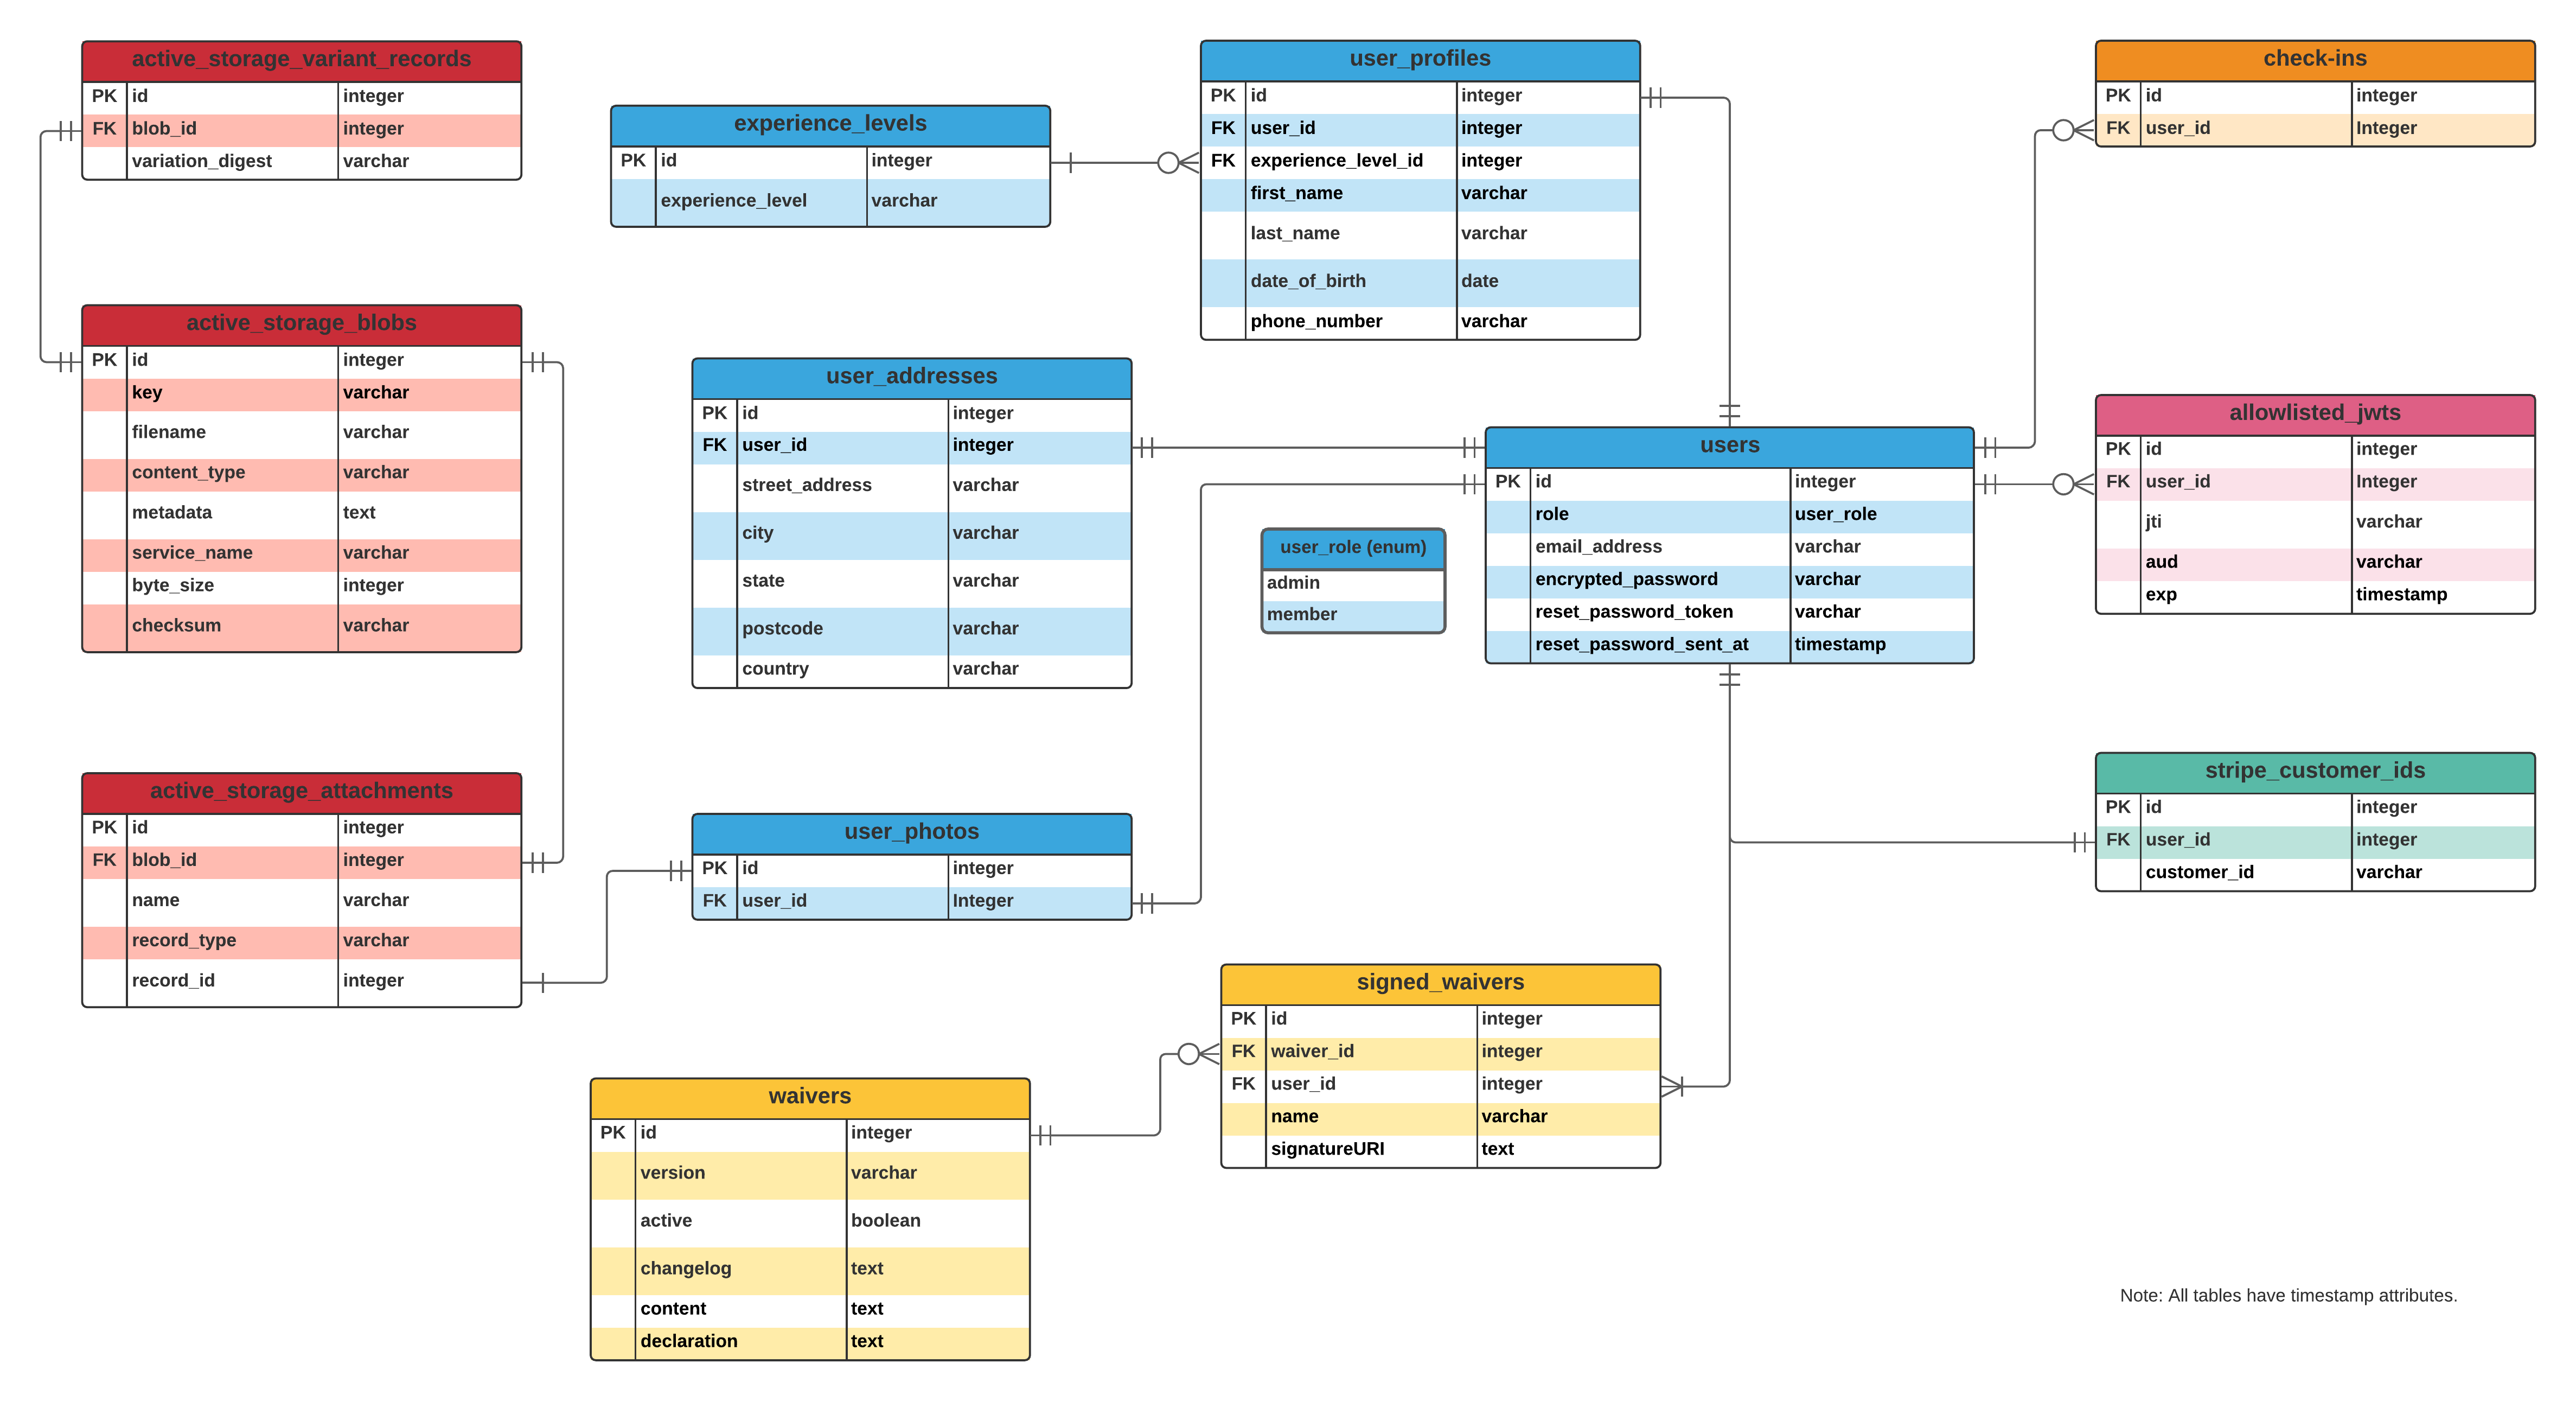 active_storage_variant_records
PK id integer
FK blob_id integer
variation_digest varchar
active_storage_blobs
PK id integer
key varchar
filename varchar
content_type varchar
metadata text
service_name varchar
byte_size integer
checksum varchar
active_storage_attachments
PK id integer
FK blob_id integer
name varchar
record_type varchar
record_id integer
experience_levels
PK id integer
experience_level varchar
user_addresses
PK id integer
FK user_id integer
street_address varchar
city varchar
state varchar
postcode varchar
country varchar
user_photos
PK id integer
FK user_id Integer
waivers
PK id integer
version varchar
active boolean
changelog text
content text
declaration text
user_profiles
PK id integer
FK user_id integer
FK experience_level_id integer
first_name varchar
last_name varchar
date_of_birth date
phone_number varchar
user_role (enum)
admin
member
users
PK id integer
role user_role
email_address varchar
encrypted_password varchar
reset_password_token varchar
reset_password_sent_at timestamp
signed_waivers
PK id integer
FK waiver_id integer
FK user_id integer
name varchar
signatureURI text
check-ins
PK id integer
FK user_id Integer
allowlisted_jwts
PK id integer
FK user_id Integer
jti varchar
aud varchar
exp timestamp
stripe_customer_ids
PK id integer
FK user_id integer
customer_id varchar
Note: All tables have timestamp attributes.